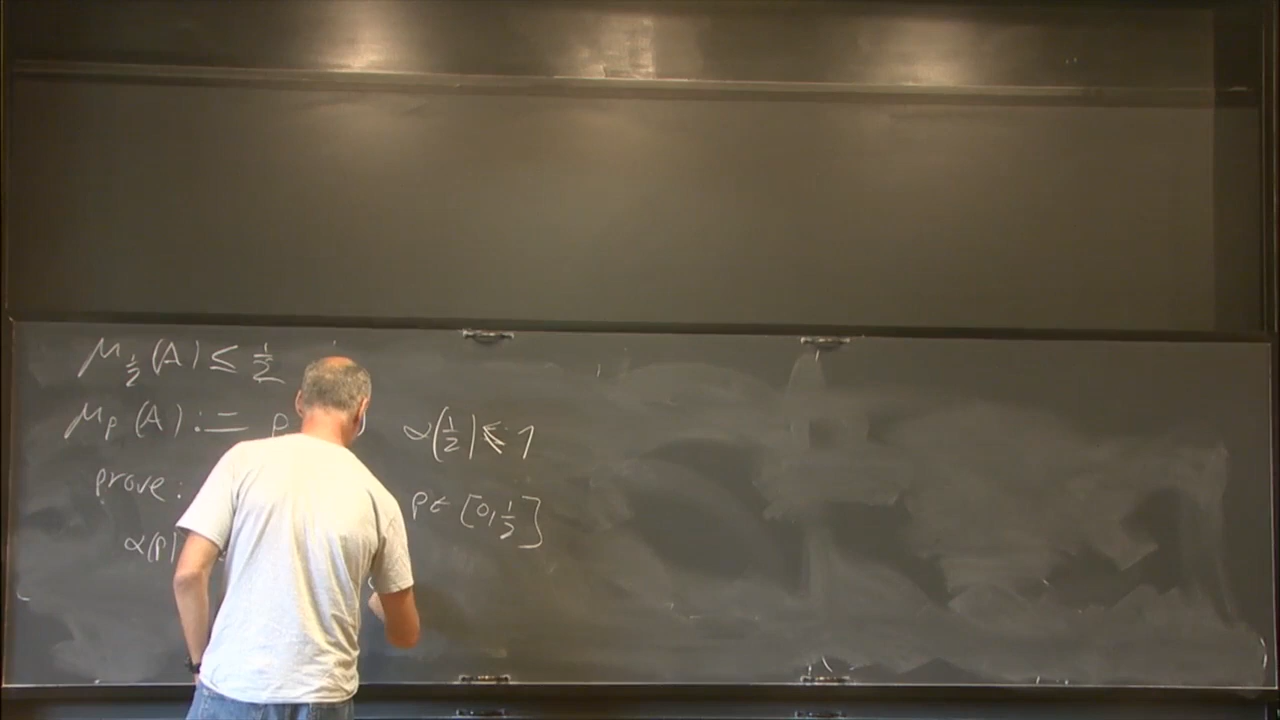 μ_{1/2}(A) ≤ 1/2
μ_p(A) := p α(1/2) ≤ 1
prove: p ∈ [0, 1/2]
α(p)